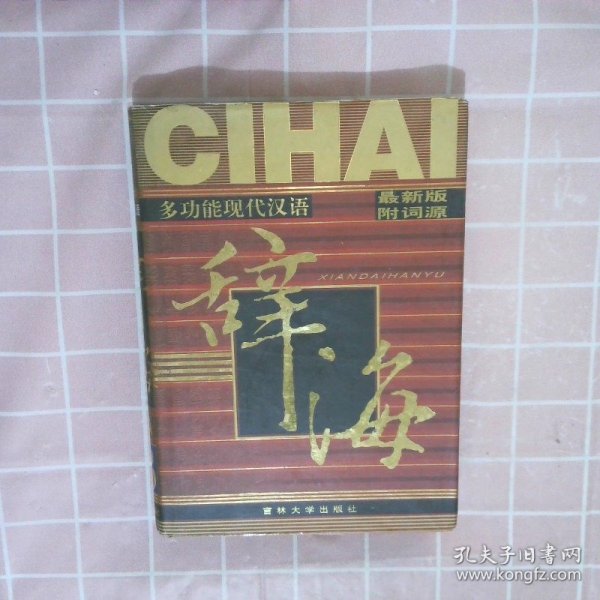 CIHAI
多功能现代汉语
最新版
附词源
XIANDAIHANYU
辞海
吉林大学出版社
孔夫子旧书网
www.kongfz.com